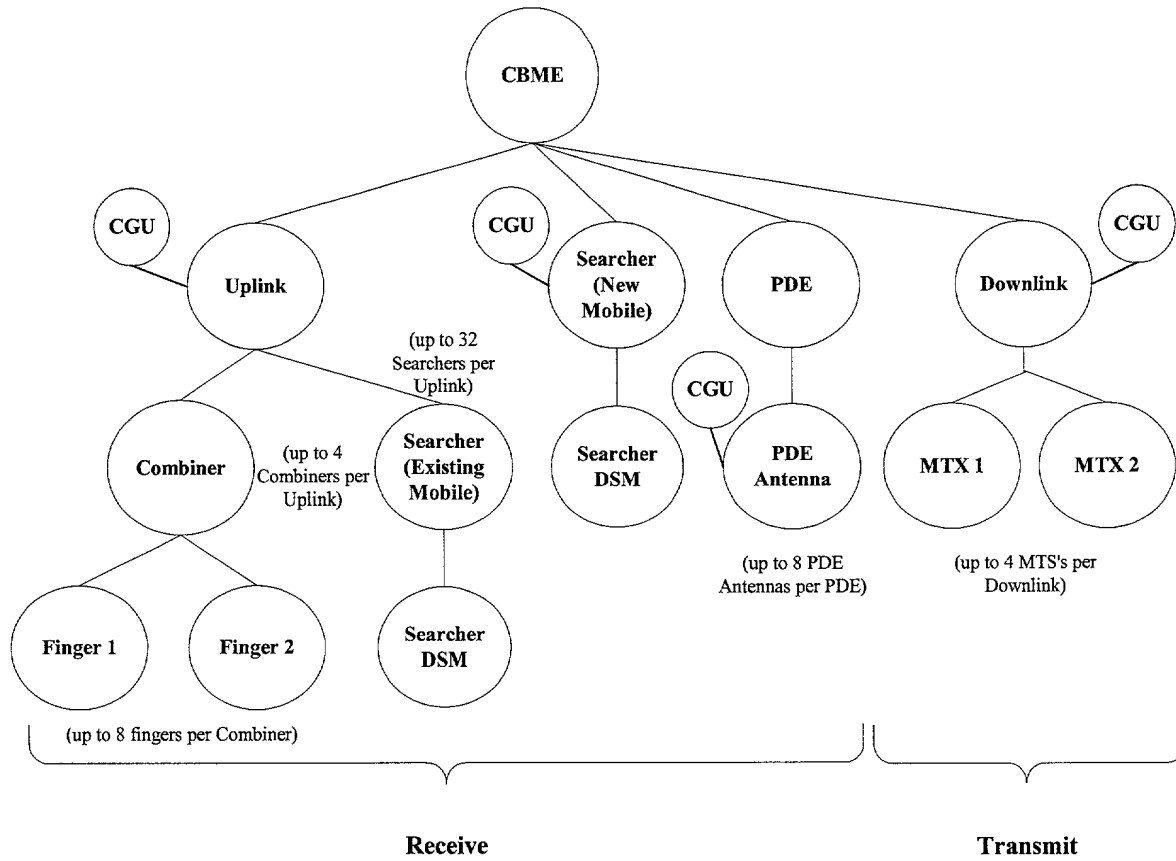 CBME
CGU
Uplink
CGU
Searcher
(New
Mobile)
PDE
Downlink
CGU
(up to 32
Searchers per
Uplink)
CGU
Combiner
(up to 4
Combiners per
Uplink)
Searcher
(Existing
Mobile)
Searcher
DSM
PDE
Antenna
MTX 1
MTX 2
(up to 8 PDE
Antennas per PDE)
(up to 4 MTS's per
Downlink)
Finger 1
Finger 2
Searcher
DSM
(up to 8 fingers per Combiner)
Receive
Transmit